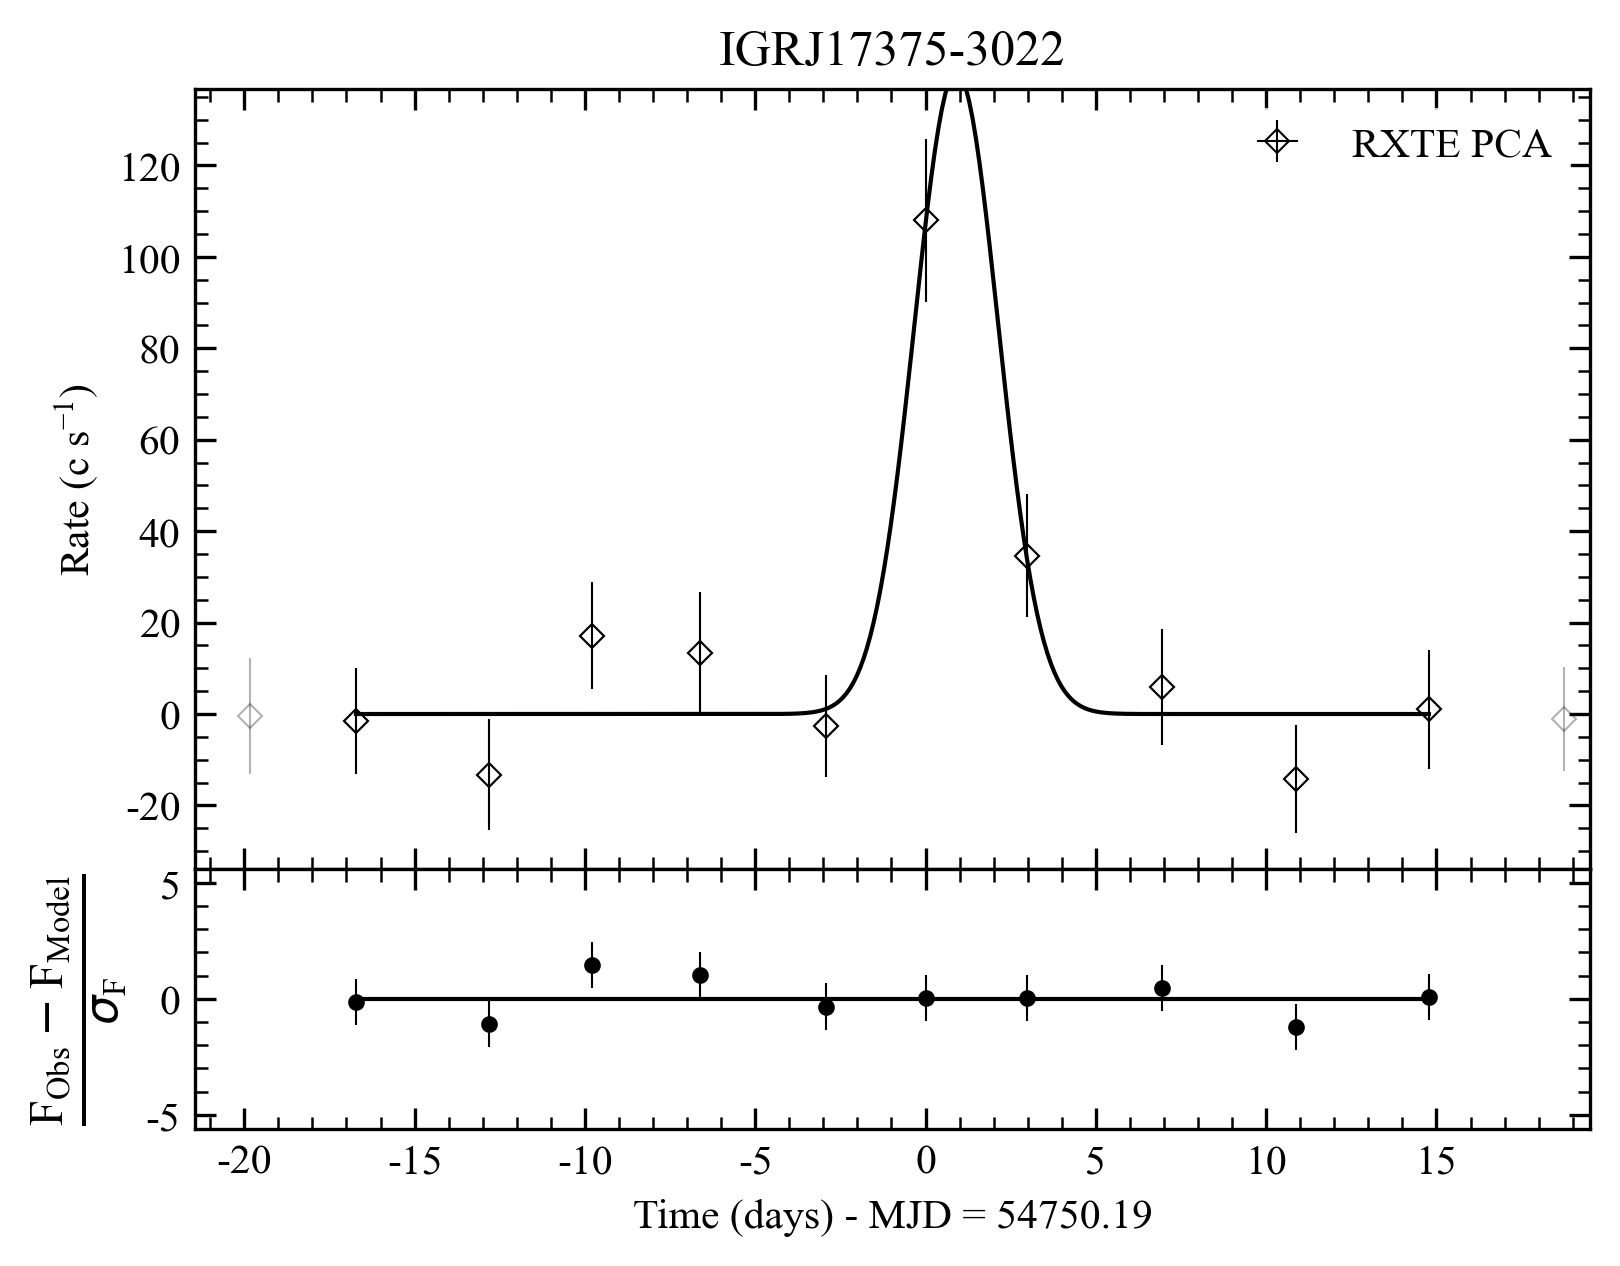 IGRJ17375-3022
RXTE PCA
120
100
80
60
40
20
0
-20
Rate (c s⁻¹)
5
0
-5
F_Obs − F_Model
σ_F
-20 -15 -10 -5 0 5 10 15
Time (days) - MJD = 54750.19